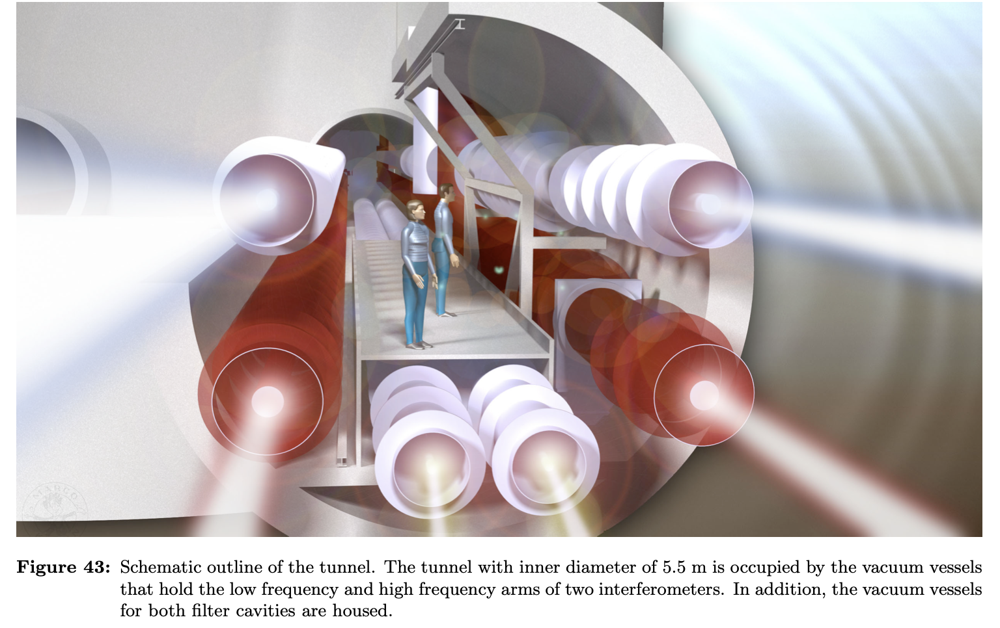 MARCO
Figure 43: Schematic outline of the tunnel. The tunnel with inner diameter of 5.5 m is occupied by the vacuum vessels
that hold the low frequency and high frequency arms of two interferometers. In addition, the vacuum vessels
for both filter cavities are housed.